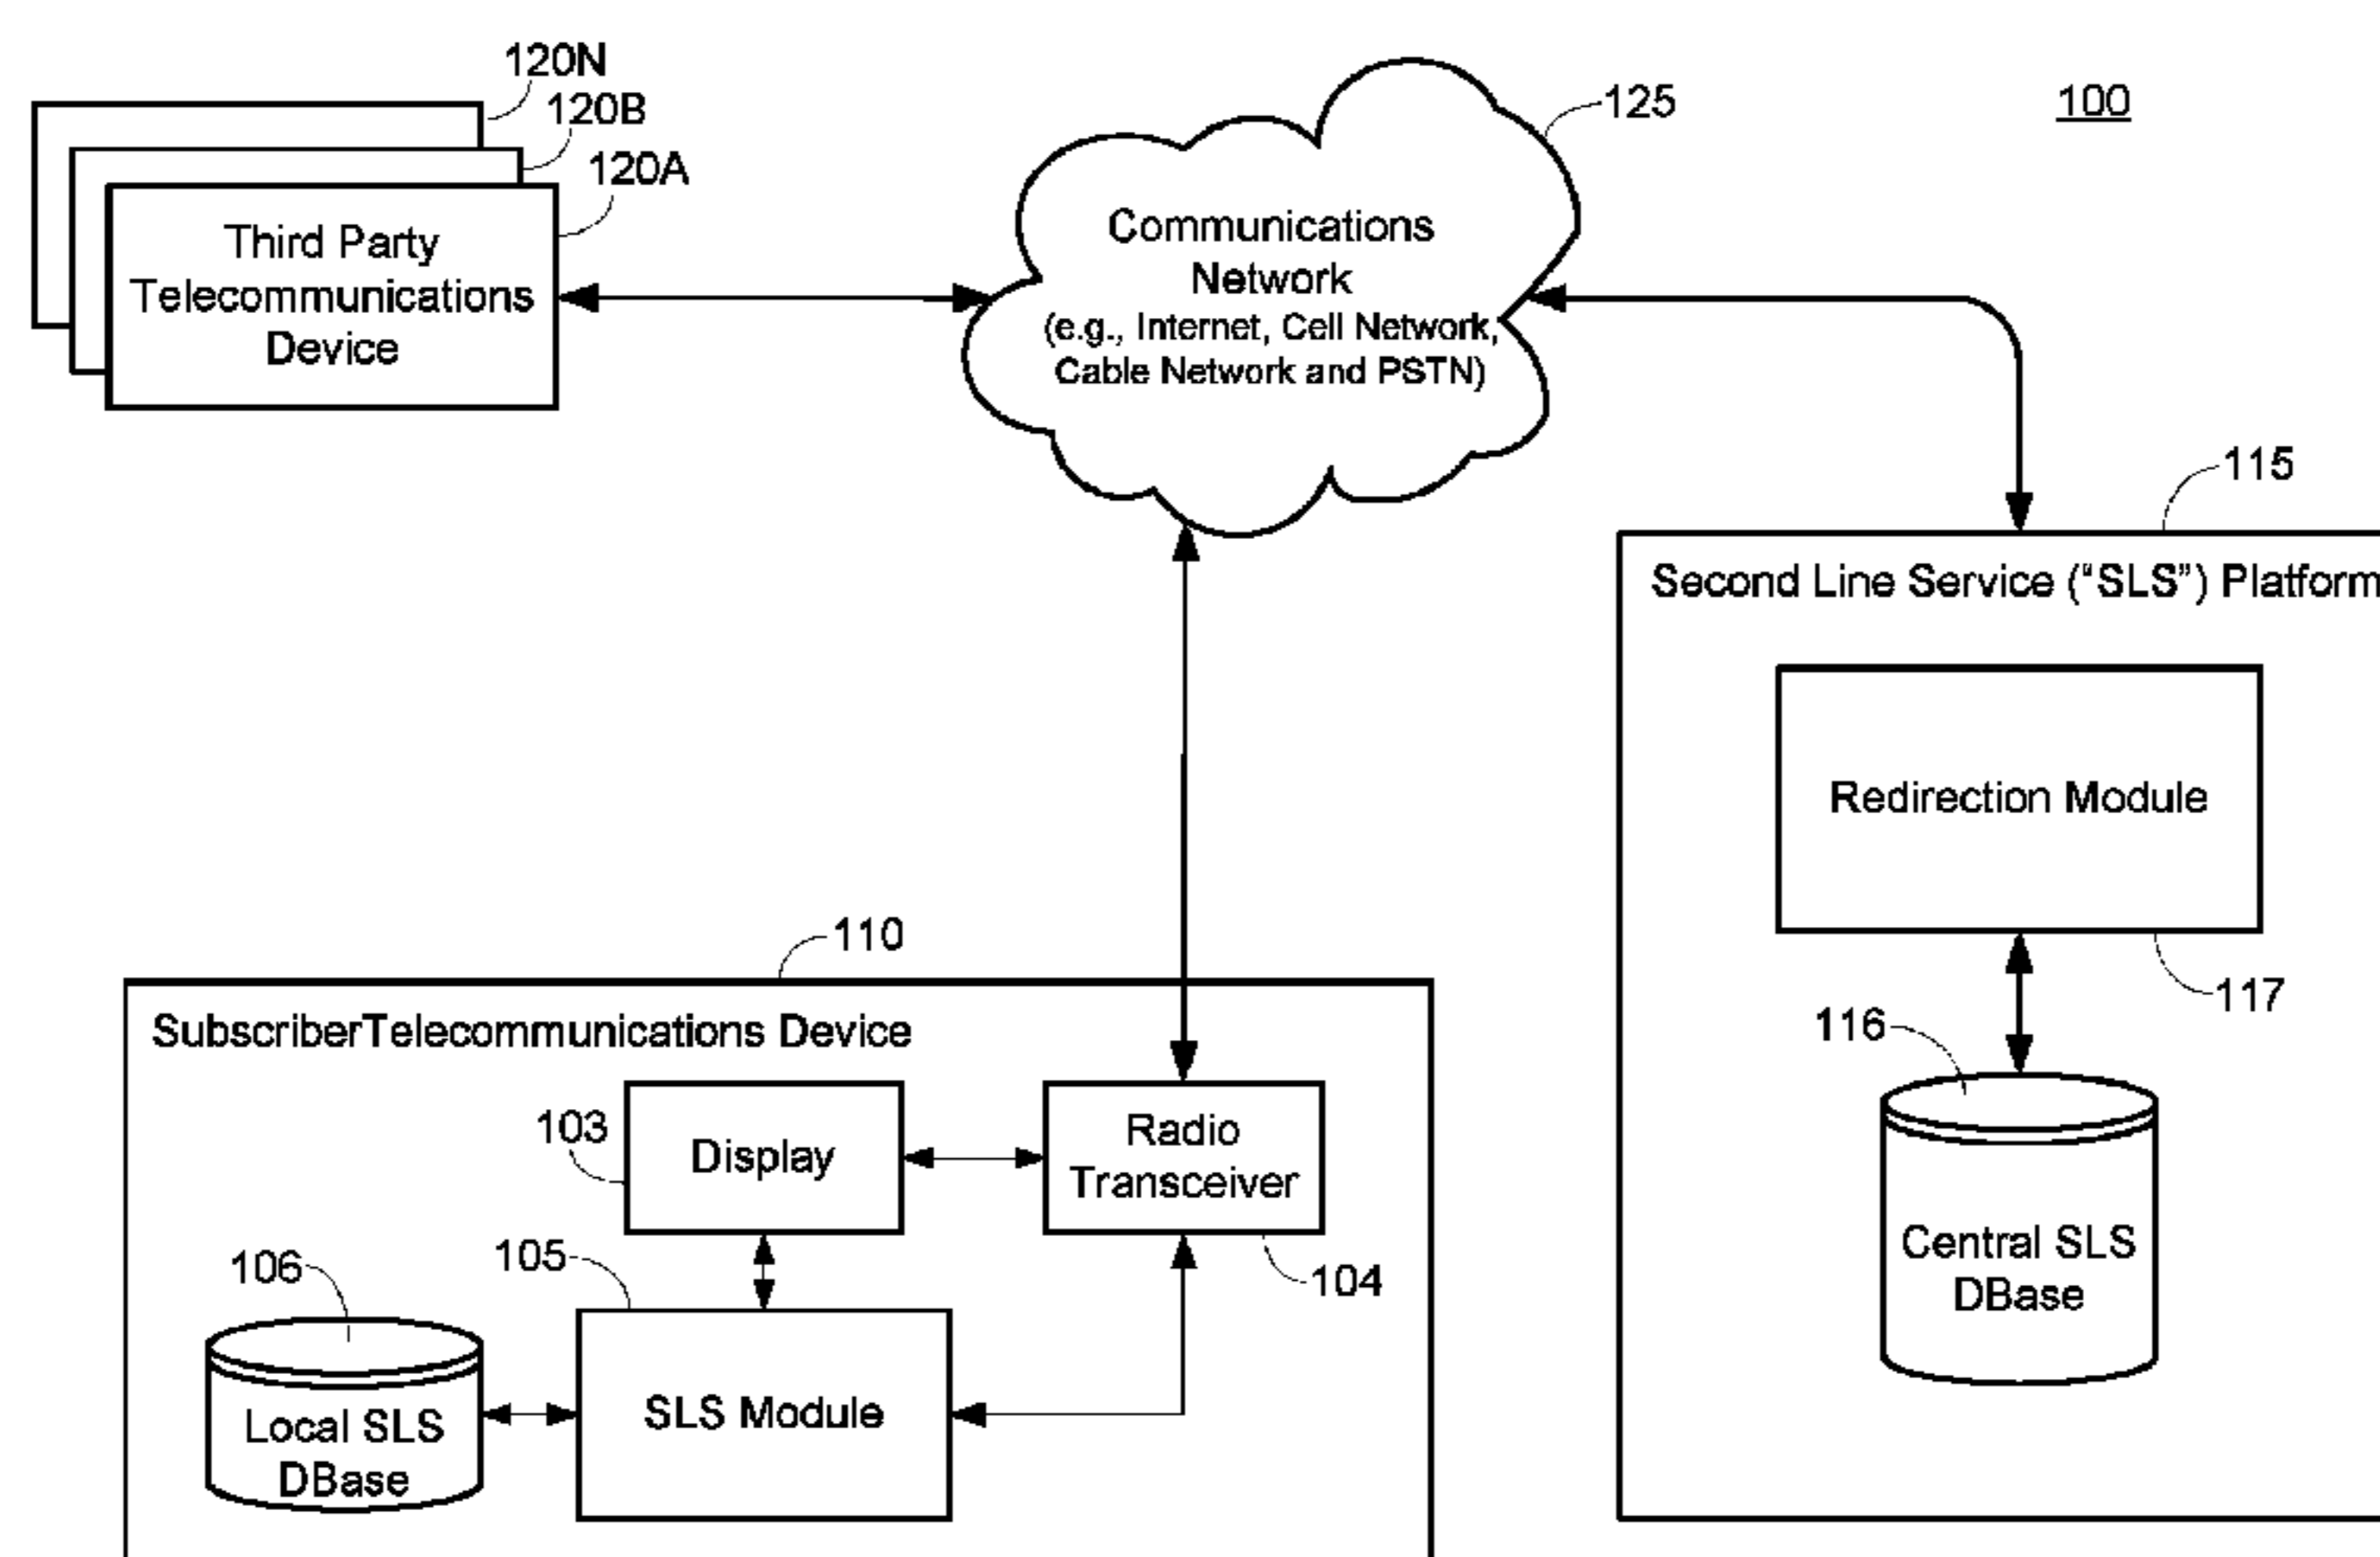 120N
120B
120A
Third Party
Telecommunications
Device
Communications
Network
(e.g., Internet, Cell Network,
Cable Network and PSTN)
125
100
115
Second Line Service (“SLS”) Platform
Redirection Module
117
116
Central SLS
DBase
110
SubscriberTelecommunications Device
103
Display
Radio
Transceiver
104
105
106
SLS Module
Local SLS
DBase